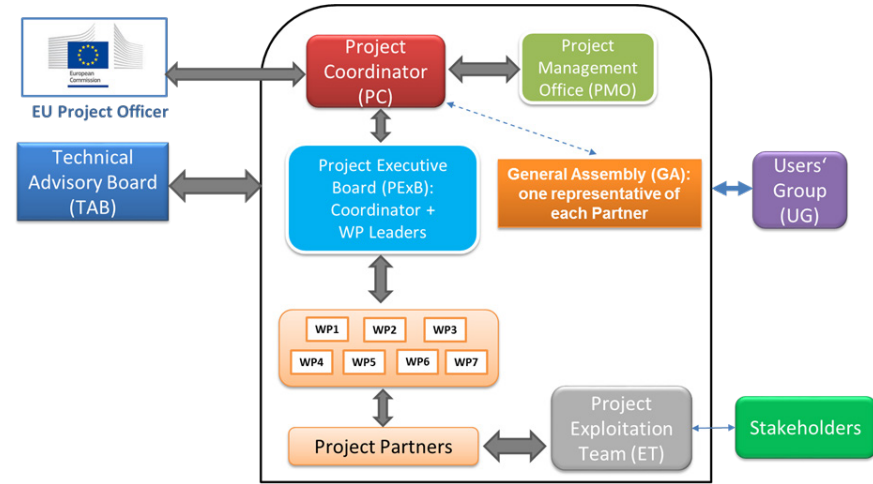 European
Commission
EU Project Officer
Project
Coordinator
(PC)
Project
Management
Office (PMO)
Technical
Advisory Board
(TAB)
Project Executive
Board (PExB):
Coordinator +
WP Leaders
General Assembly (GA):
one representative of
each Partner
Users‘
Group
(UG)
WP1 WP2 WP3
WP4 WP5 WP6 WP7
Project Partners
Project
Exploitation
Team (ET)
Stakeholders